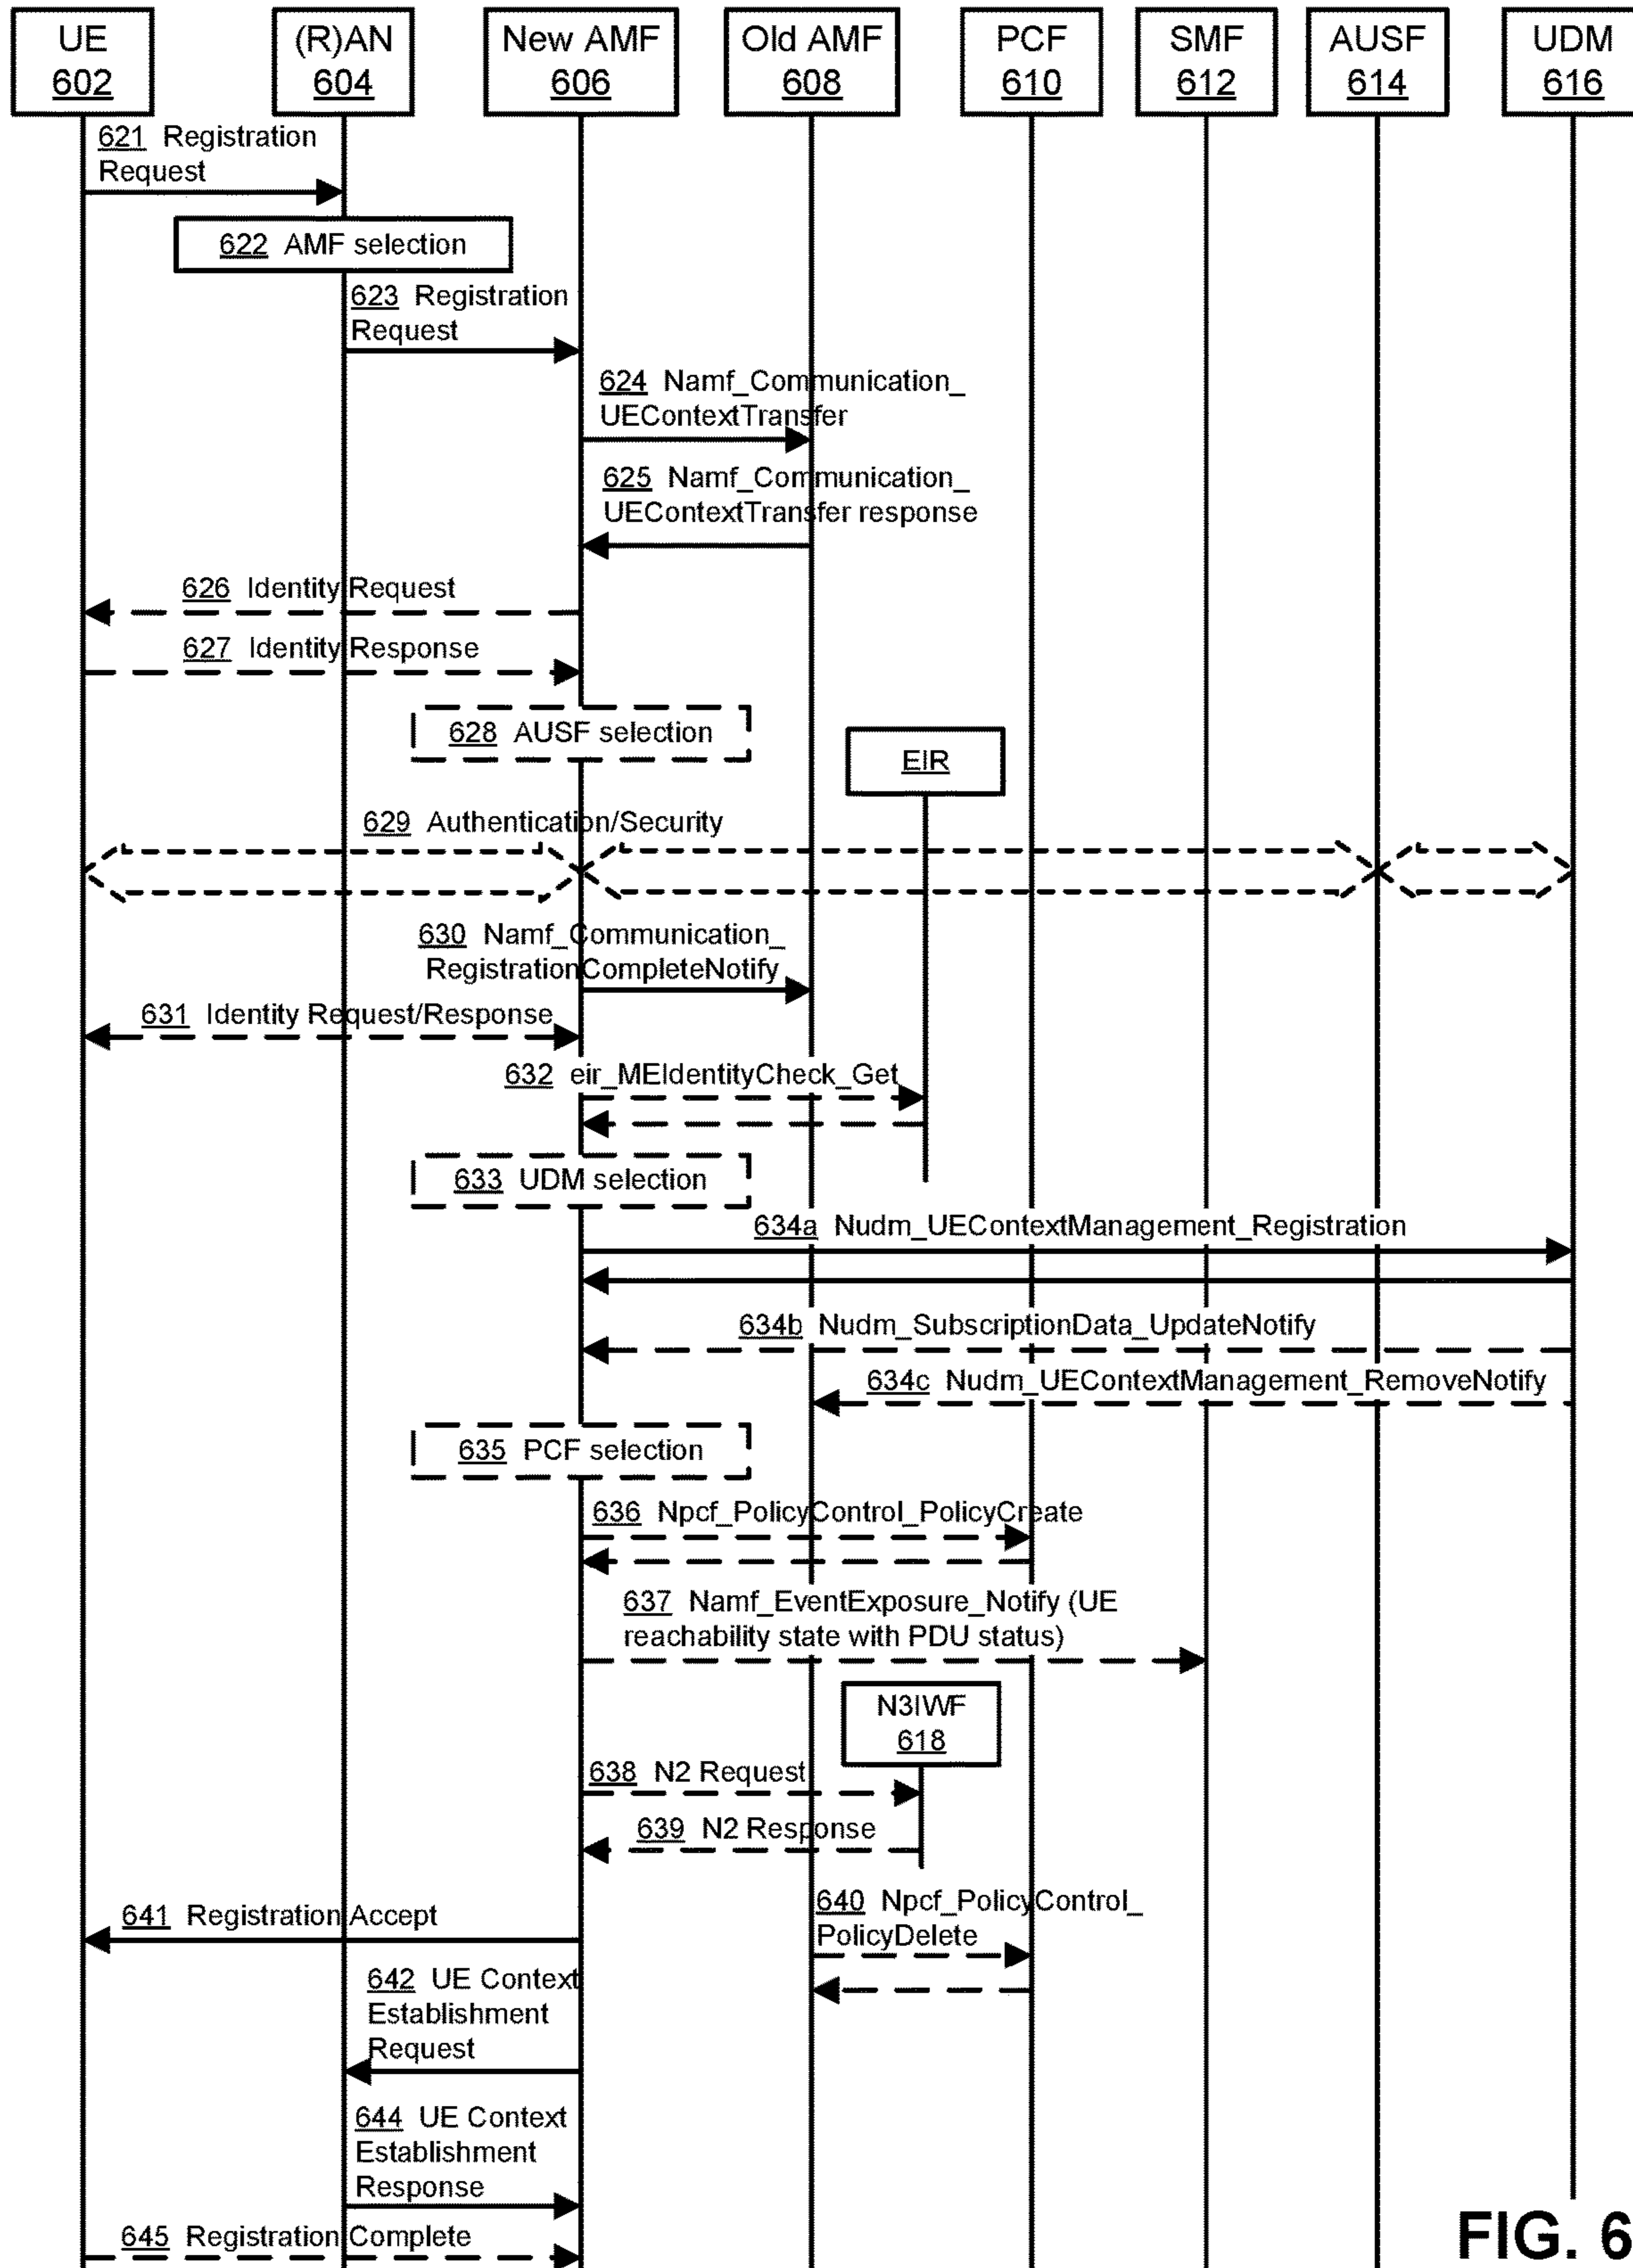 UE
602
(R)AN
604
New AMF
606
Old AMF
608
PCF
610
SMF
612
AUSF
614
UDM
616
621 Registration
Request
622 AMF selection
623 Registration
Request
624 Namf_Communication_
UEContextTransfer
625 Namf_Communication_
UEContextTransfer response
626 Identity Request
627 Identity Response
628 AUSF selection
EIR
629 Authentication/Security
630 Namf_Communication_
RegistrationCompleteNotify
631 Identity Request/Response
632 eir_MEIdentityCheck_Get
633 UDM selection
634a Nudm_UEContextManagement_Registration
634b Nudm_SubscriptionData_UpdateNotify
634c Nudm_UEContextManagement_RemoveNotify
635 PCF selection
636 Npcf_PolicyControl_PolicyCreate
637 Namf_EventExposure_Notify (UE
reachability state with PDU status)
N3IWF
618
638 N2 Request
639 N2 Response
640 Npcf_PolicyControl_
PolicyDelete
641 Registration Accept
642 UE Context
Establishment
Request
644 UE Context
Establishment
Response
645 Registration Complete
FIG. 6